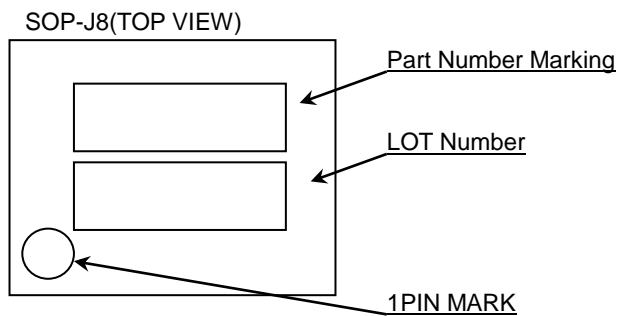 SOP-J8(TOP VIEW)
Part Number Marking
LOT Number
1PIN MARK